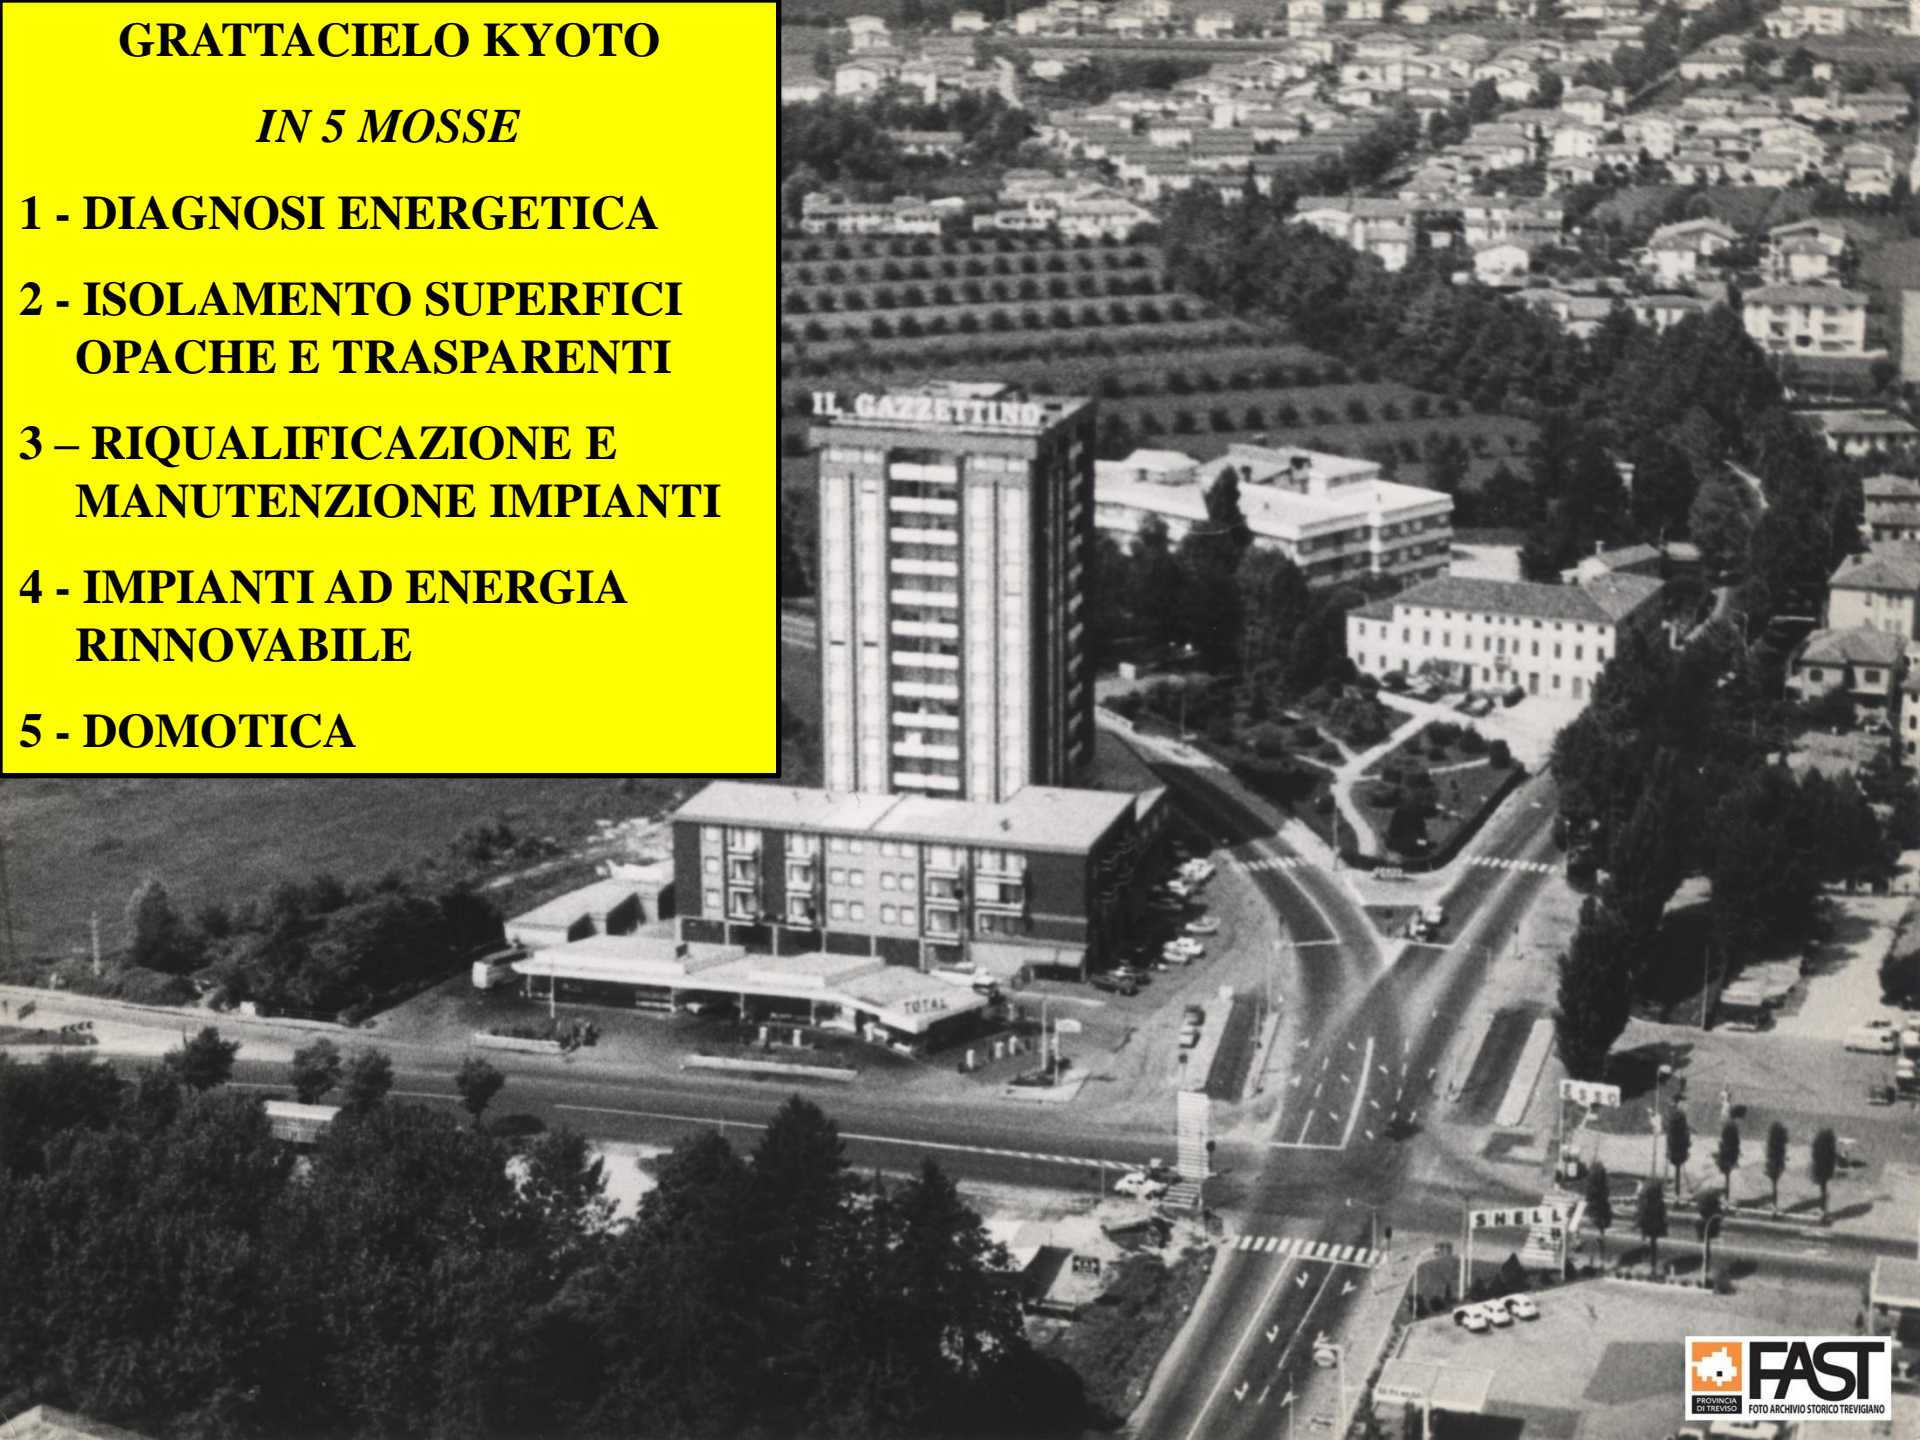 GRATTACIELO KYOTO
IN 5 MOSSE
1 - DIAGNOSI ENERGETICA
2 - ISOLAMENTO SUPERFICI
OPACHE E TRASPARENTI
3 – RIQUALIFICAZIONE E
MANUTENZIONE IMPIANTI
4 - IMPIANTI AD ENERGIA
RINNOVABILE
5 - DOMOTICA
IL GAZZETTINO
TOTAL
ESSO
SHELL
PROVINCIA
DI TREVISO
FAST
FOTO ARCHIVIO STORICO TREVIGIANO